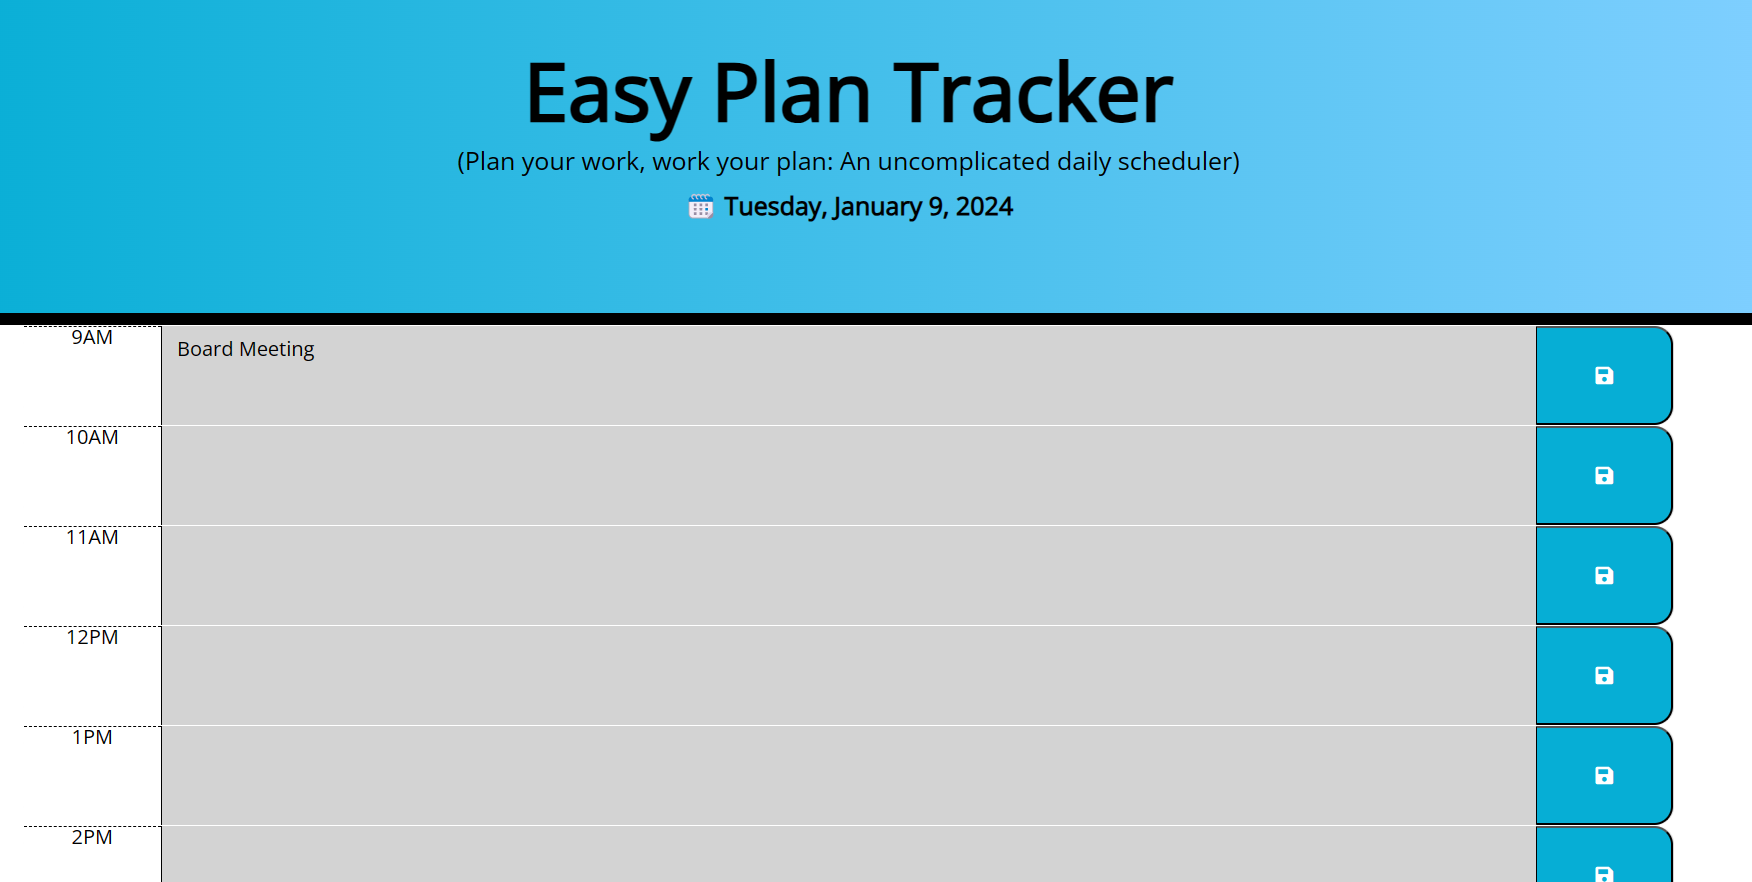 Easy Plan Tracker
(Plan your work, work your plan: An uncomplicated daily scheduler)
Tuesday, January 9, 2024
9AM
Board Meeting
10AM
11AM
12PM
1PM
2PM